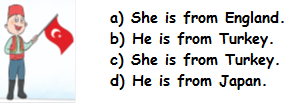 a) She is from England.
b) He is from Turkey.
c) She is from Turkey.
d) He is from Japan.